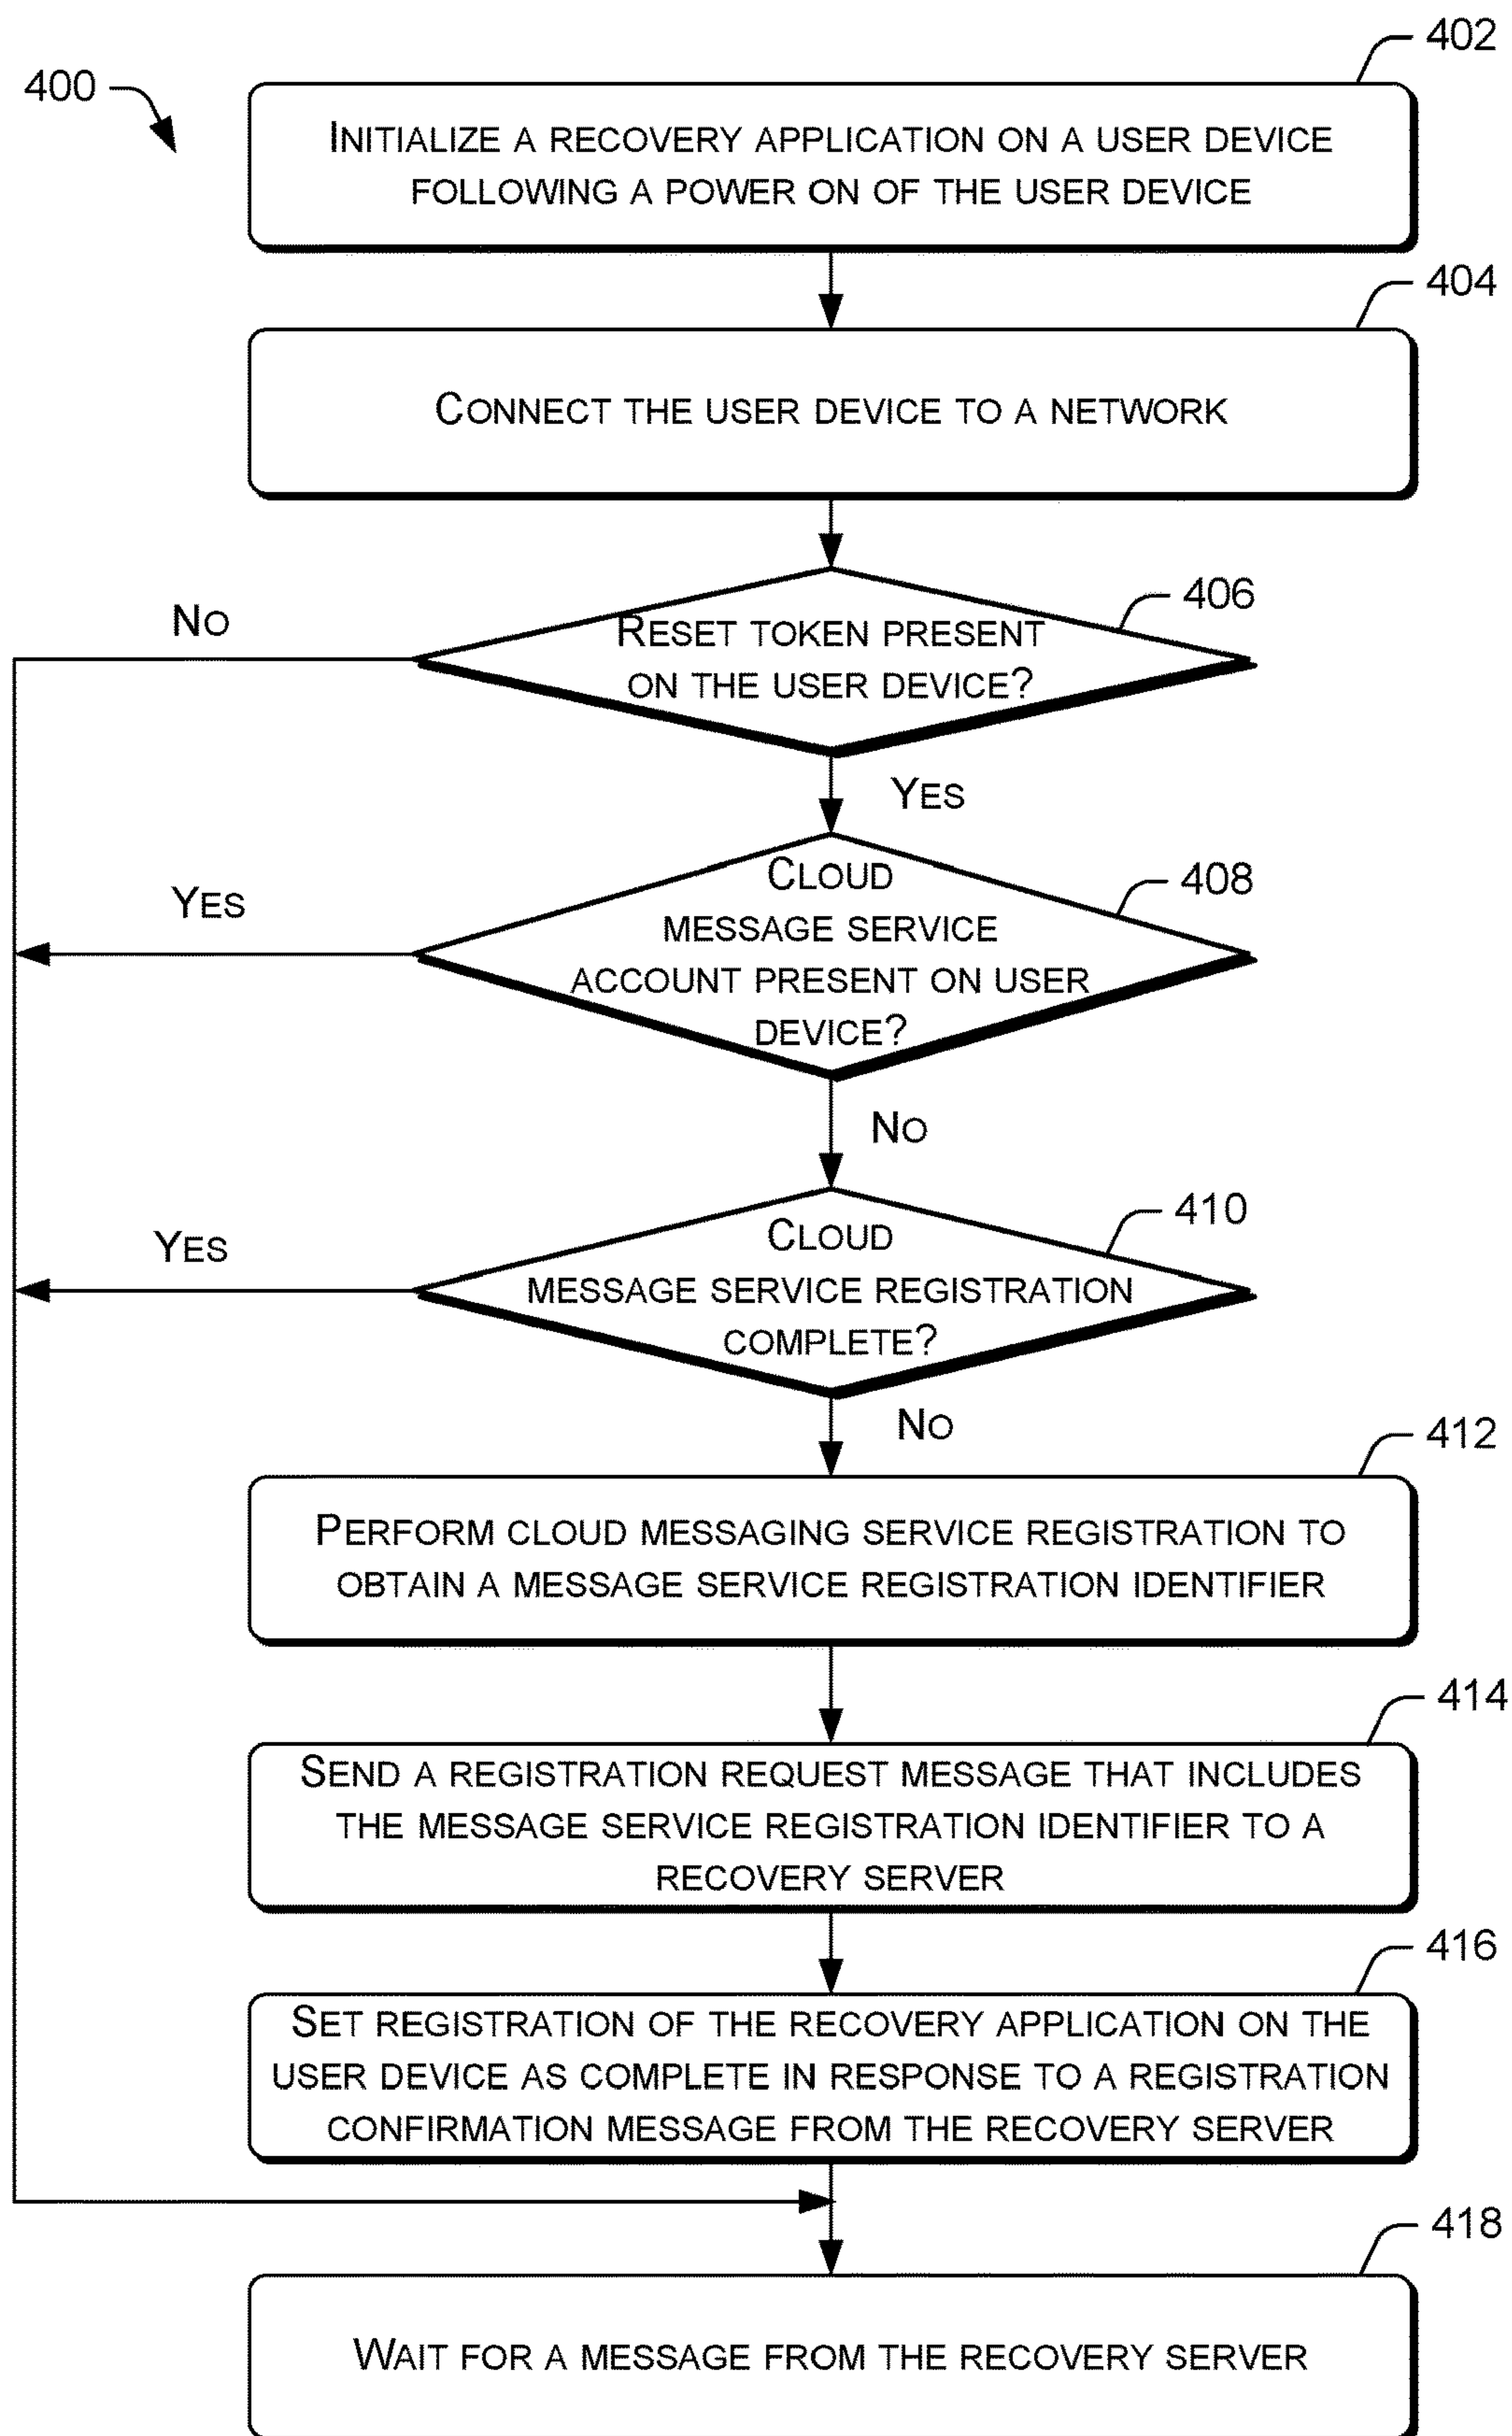 402
400
INITIALIZE A RECOVERY APPLICATION ON A USER DEVICE
FOLLOWING A POWER ON OF THE USER DEVICE
404
CONNECT THE USER DEVICE TO A NETWORK
406
NO
RESET TOKEN PRESENT
ON THE USER DEVICE?
YES
408
YES
CLOUD
MESSAGE SERVICE
ACCOUNT PRESENT ON USER
DEVICE?
NO
410
YES
CLOUD
MESSAGE SERVICE REGISTRATION
COMPLETE?
NO
412
PERFORM CLOUD MESSAGING SERVICE REGISTRATION TO
OBTAIN A MESSAGE SERVICE REGISTRATION IDENTIFIER
414
SEND A REGISTRATION REQUEST MESSAGE THAT INCLUDES
THE MESSAGE SERVICE REGISTRATION IDENTIFIER TO A
RECOVERY SERVER
416
SET REGISTRATION OF THE RECOVERY APPLICATION ON THE
USER DEVICE AS COMPLETE IN RESPONSE TO A REGISTRATION
CONFIRMATION MESSAGE FROM THE RECOVERY SERVER
418
WAIT FOR A MESSAGE FROM THE RECOVERY SERVER